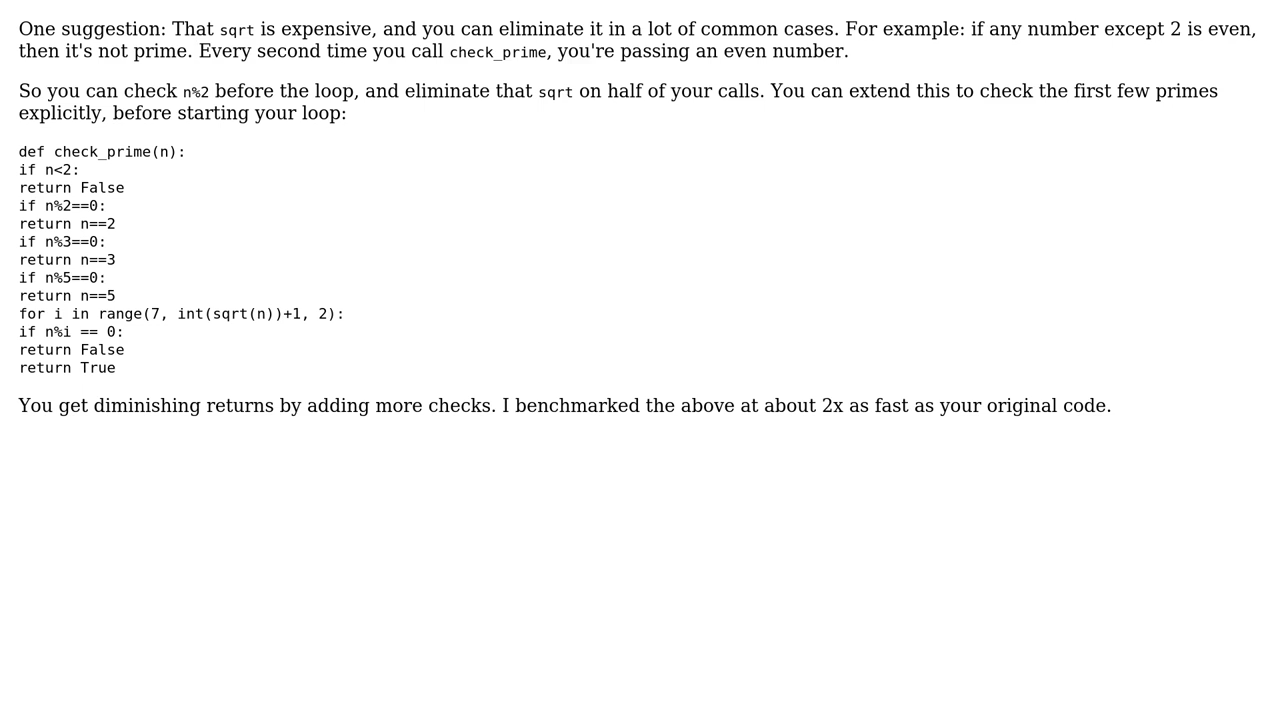 One suggestion: That sqrt is expensive, and you can eliminate it in a lot of common cases. For example: if any number except 2 is even,
then it's not prime. Every second time you call check_prime, you're passing an even number.
So you can check n%2 before the loop, and eliminate that sqrt on half of your calls. You can extend this to check the first few primes
explicitly, before starting your loop:
def check_prime(n):
if n<2:
return False
if n%2==0:
return n==2
if n%3==0:
return n==3
if n%5==0:
return n==5
for i in range(7, int(sqrt(n))+1, 2):
if n%i == 0:
return False
return True
You get diminishing returns by adding more checks. I benchmarked the above at about 2x as fast as your original code.